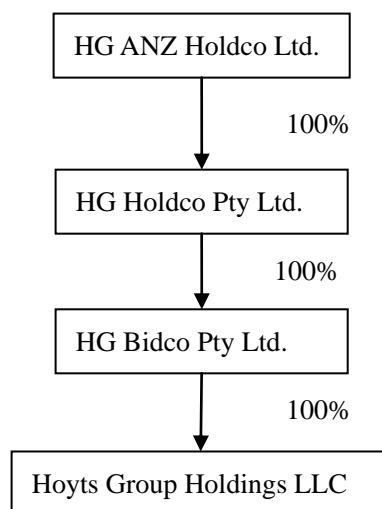 HG ANZ Holdco Ltd.
100%
HG Holdco Pty Ltd.
100%
HG Bidco Pty Ltd.
100%
Hoyts Group Holdings LLC